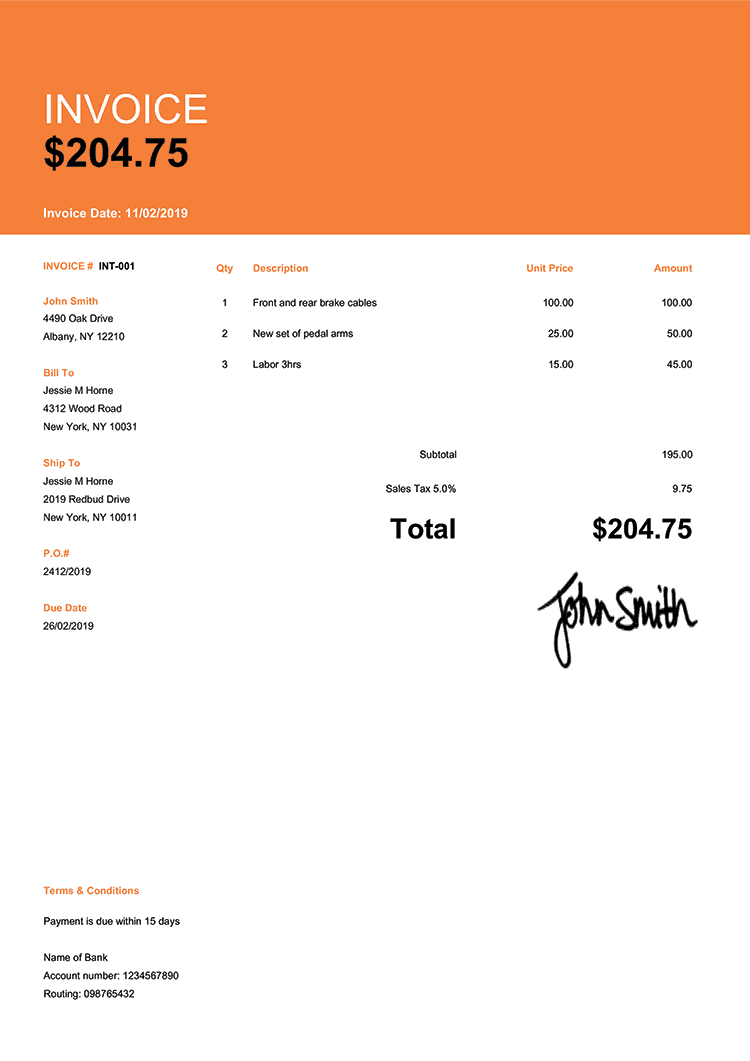 INVOICE
$204.75
Invoice Date: 11/02/2019
INVOICE # INT-001
John Smith
4490 Oak Drive
Albany, NY 12210
Bill To
Jessie M Horne
4312 Wood Road
New York, NY 10031
Ship To
Jessie M Horne
2019 Redbud Drive
New York, NY 10011
P.O.#
2412/2019
Due Date
26/02/2019
Qty Description Unit Price Amount
1 Front and rear brake cables 100.00 100.00
2 New set of pedal arms 25.00 50.00
3 Labor 3hrs 15.00 45.00
Subtotal 195.00
Sales Tax 5.0% 9.75
Total $204.75
John Smith
Terms & Conditions
Payment is due within 15 days
Name of Bank
Account number: 1234567890
Routing: 098765432